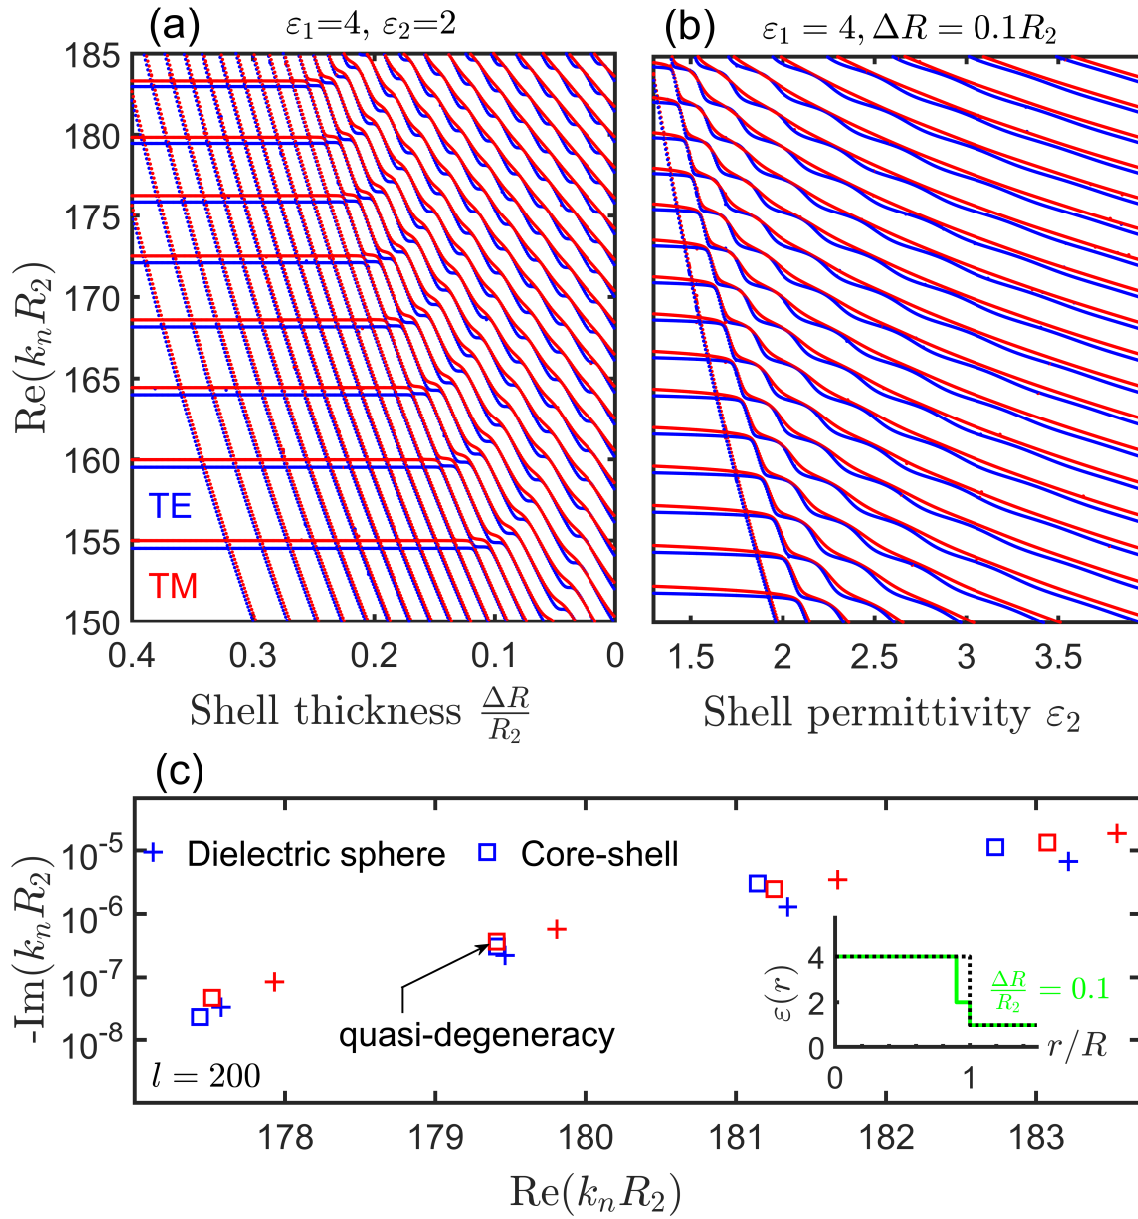 (a) ε₁=4, ε₂=2
(b) ε₁ = 4, ΔR = 0.1R₂
Re(kₙR₂)
185
180
175
170
165
160
155
150
TE
TM
0.4 0.3 0.2 0.1 0
Shell thickness ΔR/R₂
1.5 2 2.5 3 3.5
Shell permittivity ε₂
(c)
-Im(kₙR₂)
10⁻⁵
10⁻⁶
10⁻⁷
10⁻⁸
Dielectric sphere Core-shell
quasi-degeneracy
l = 200
ε(r)
4
2
0
ΔR/R₂ = 0.1
0 1
r/R
178 179 180 181 182 183
Re(kₙR₂)